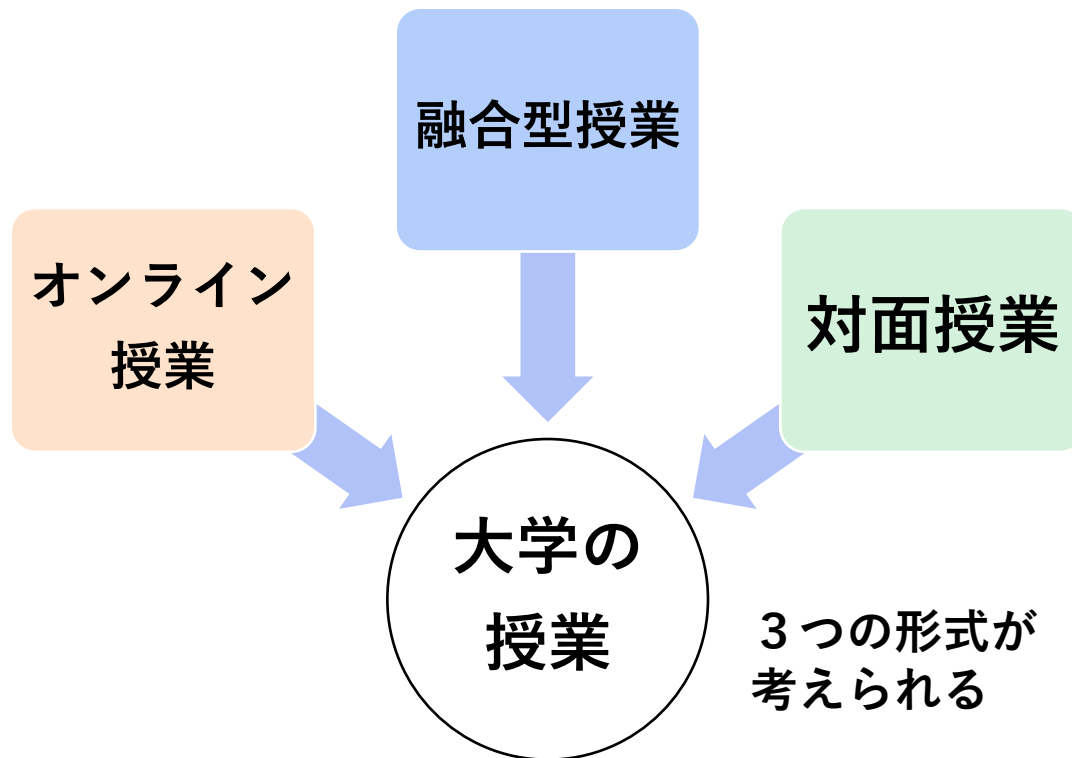 融合型授業
オンライン
授業
対面授業
大学の
授業
３つの形式が
考えられる